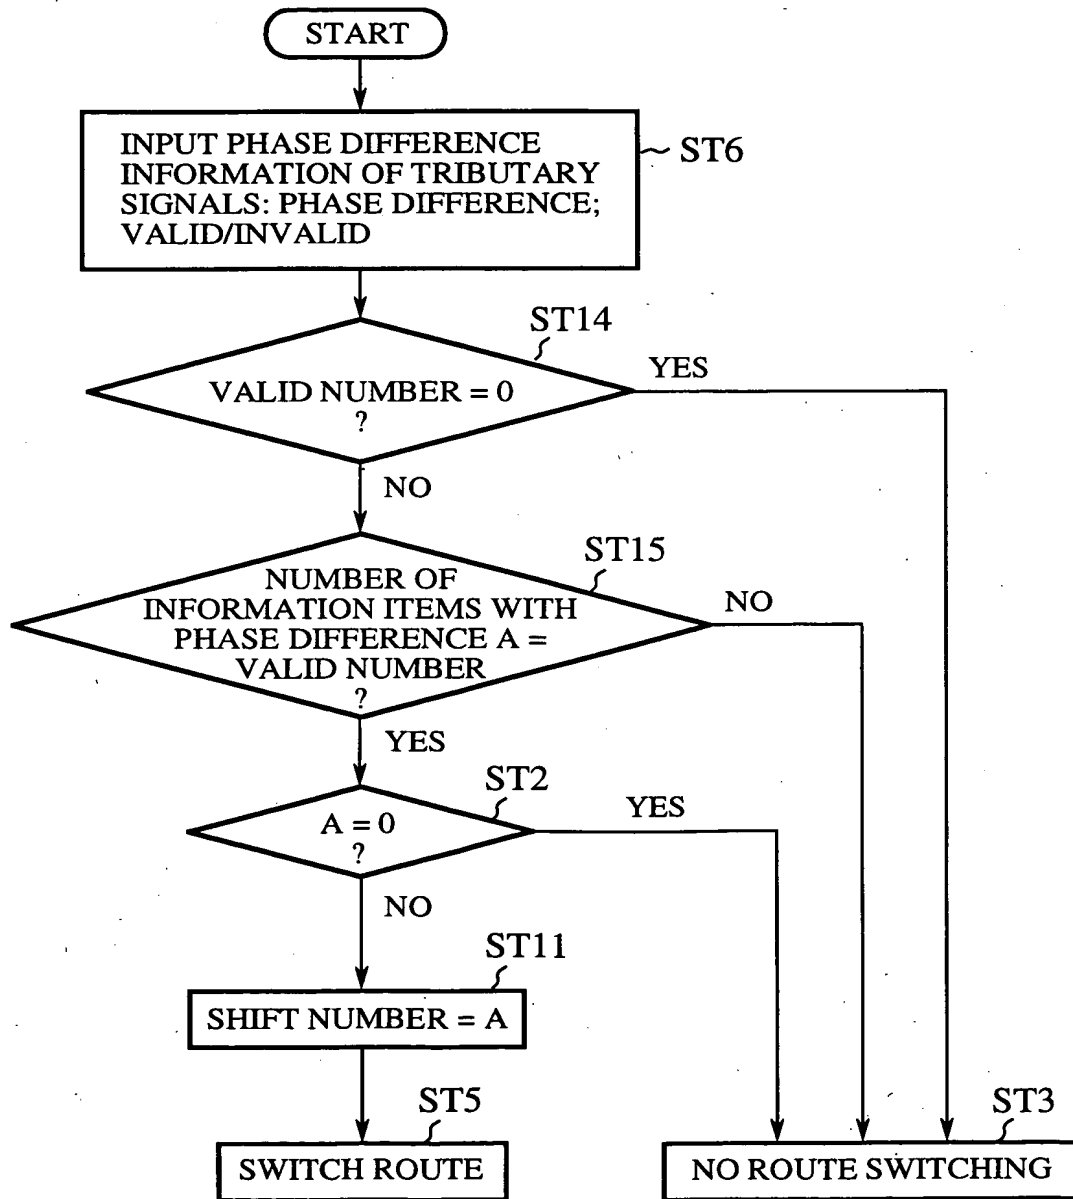 START
INPUT PHASE DIFFERENCE
INFORMATION OF TRIBUTARY
SIGNALS: PHASE DIFFERENCE;
VALID/INVALID
ST6
ST14
VALID NUMBER = 0
?
YES
NO
ST15
NUMBER OF
INFORMATION ITEMS WITH
PHASE DIFFERENCE A =
VALID NUMBER
?
NO
YES
ST2
A = 0
?
YES
NO
ST11
SHIFT NUMBER = A
ST5
SWITCH ROUTE
ST3
NO ROUTE SWITCHING